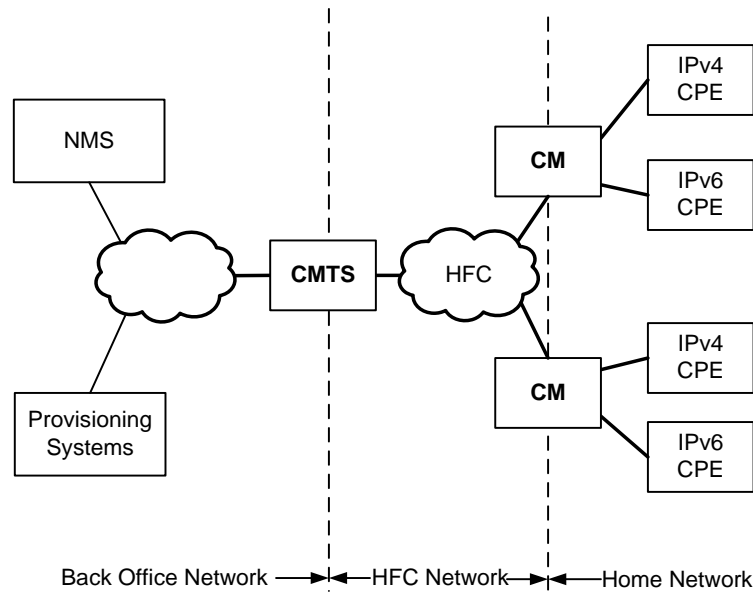 IPv4
CPE
NMS
CM
IPv6
CPE
CMTS
HFC
IPv4
CPE
CM
Provisioning
Systems
IPv6
CPE
Back Office Network
HFC Network
Home Network